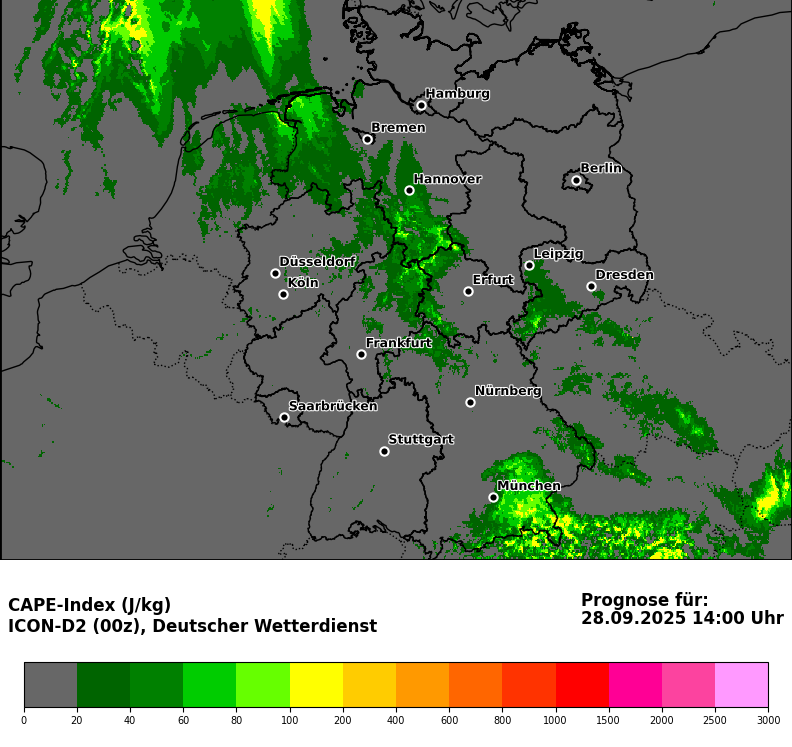 Hamburg
Bremen
Berlin
Hannover
Leipzig
Düsseldorf
Dresden
Erfurt
Köln
Frankfurt
Nürnberg
Saarbrücken
Stuttgart
München
CAPE-Index (J/kg)
ICON-D2 (00z), Deutscher Wetterdienst
Prognose für:
28.09.2025 14:00 Uhr
0 20 40 60 80 100 200 400 600 800 1000 1500 2000 2500 3000